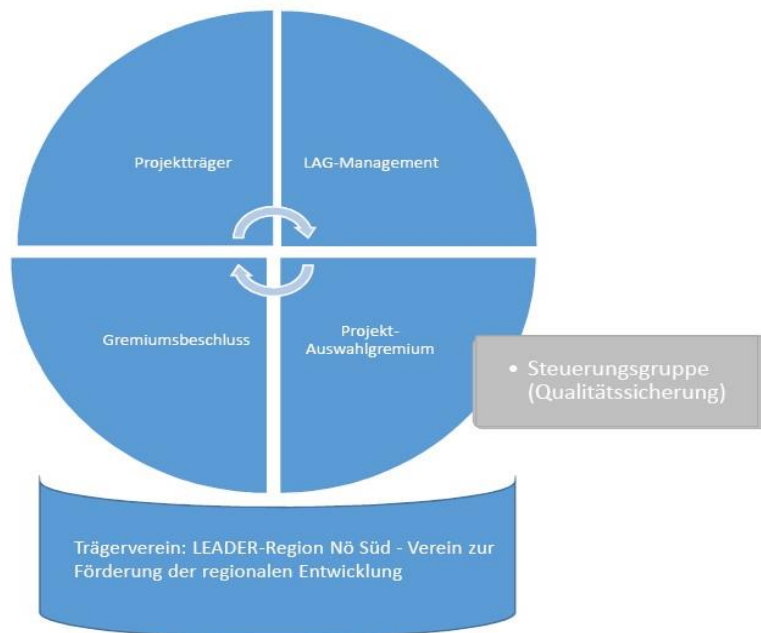 Projektträger
LAG-Management
Gremiumsbeschluss
Projekt-
Auswahlgremium
• Steuerungsgruppe
(Qualitätssicherung)
Trägerverein: LEADER-Region Nö Süd - Verein zur
Förderung der regionalen Entwicklung